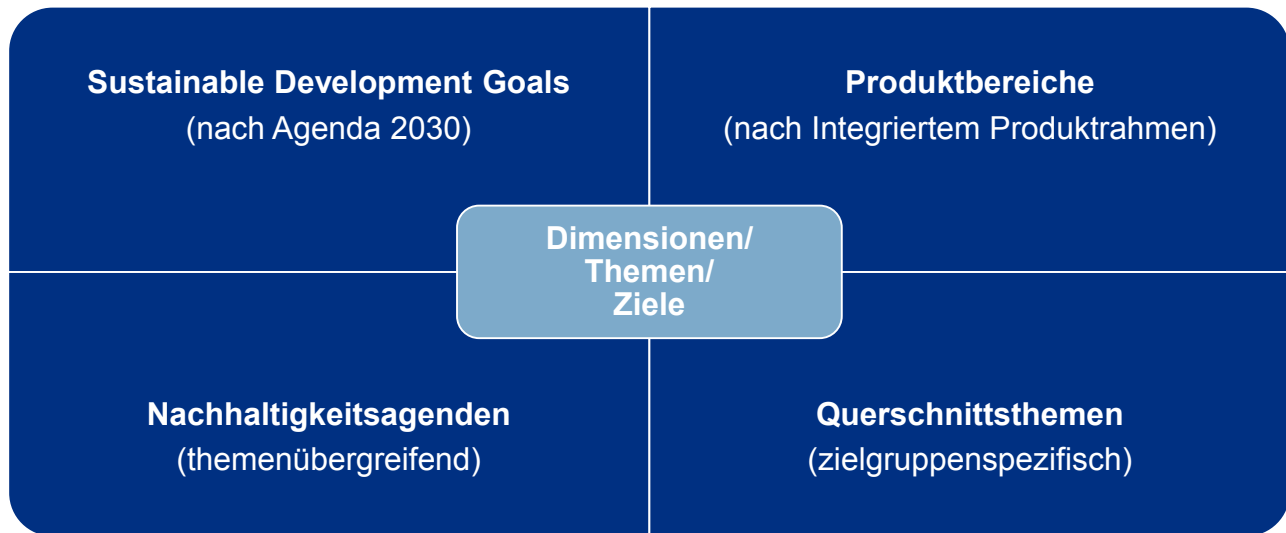 Sustainable Development Goals
(nach Agenda 2030)
Produktbereiche
(nach Integriertem Produktrahmen)
Dimensionen/
Themen/
Ziele
Nachhaltigkeitsagenden
(themenübergreifend)
Querschnittsthemen
(zielgruppenspezifisch)